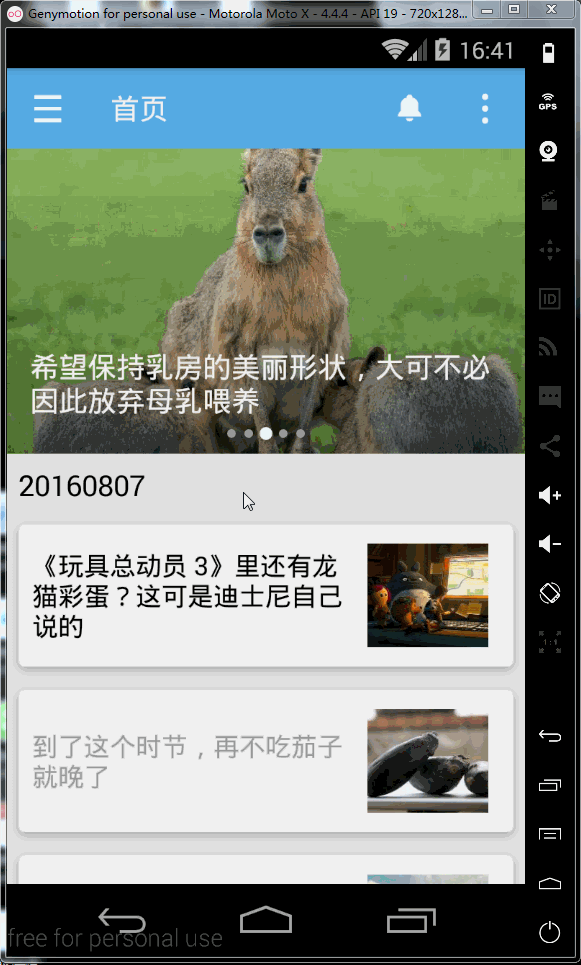 Genymotion for personal use - Motorola Moto X - 4.4.4 - API 19 - 720x128...
16:41
首页
GPS
希望保持乳房的美丽形状，大可不必
因此放弃母乳喂养
ID
20160807
《玩具总动员 3》里还有龙
猫彩蛋？这可是迪士尼自己
说的
1:1
到了这个时节，再不吃茄子
就晚了
free for personal use